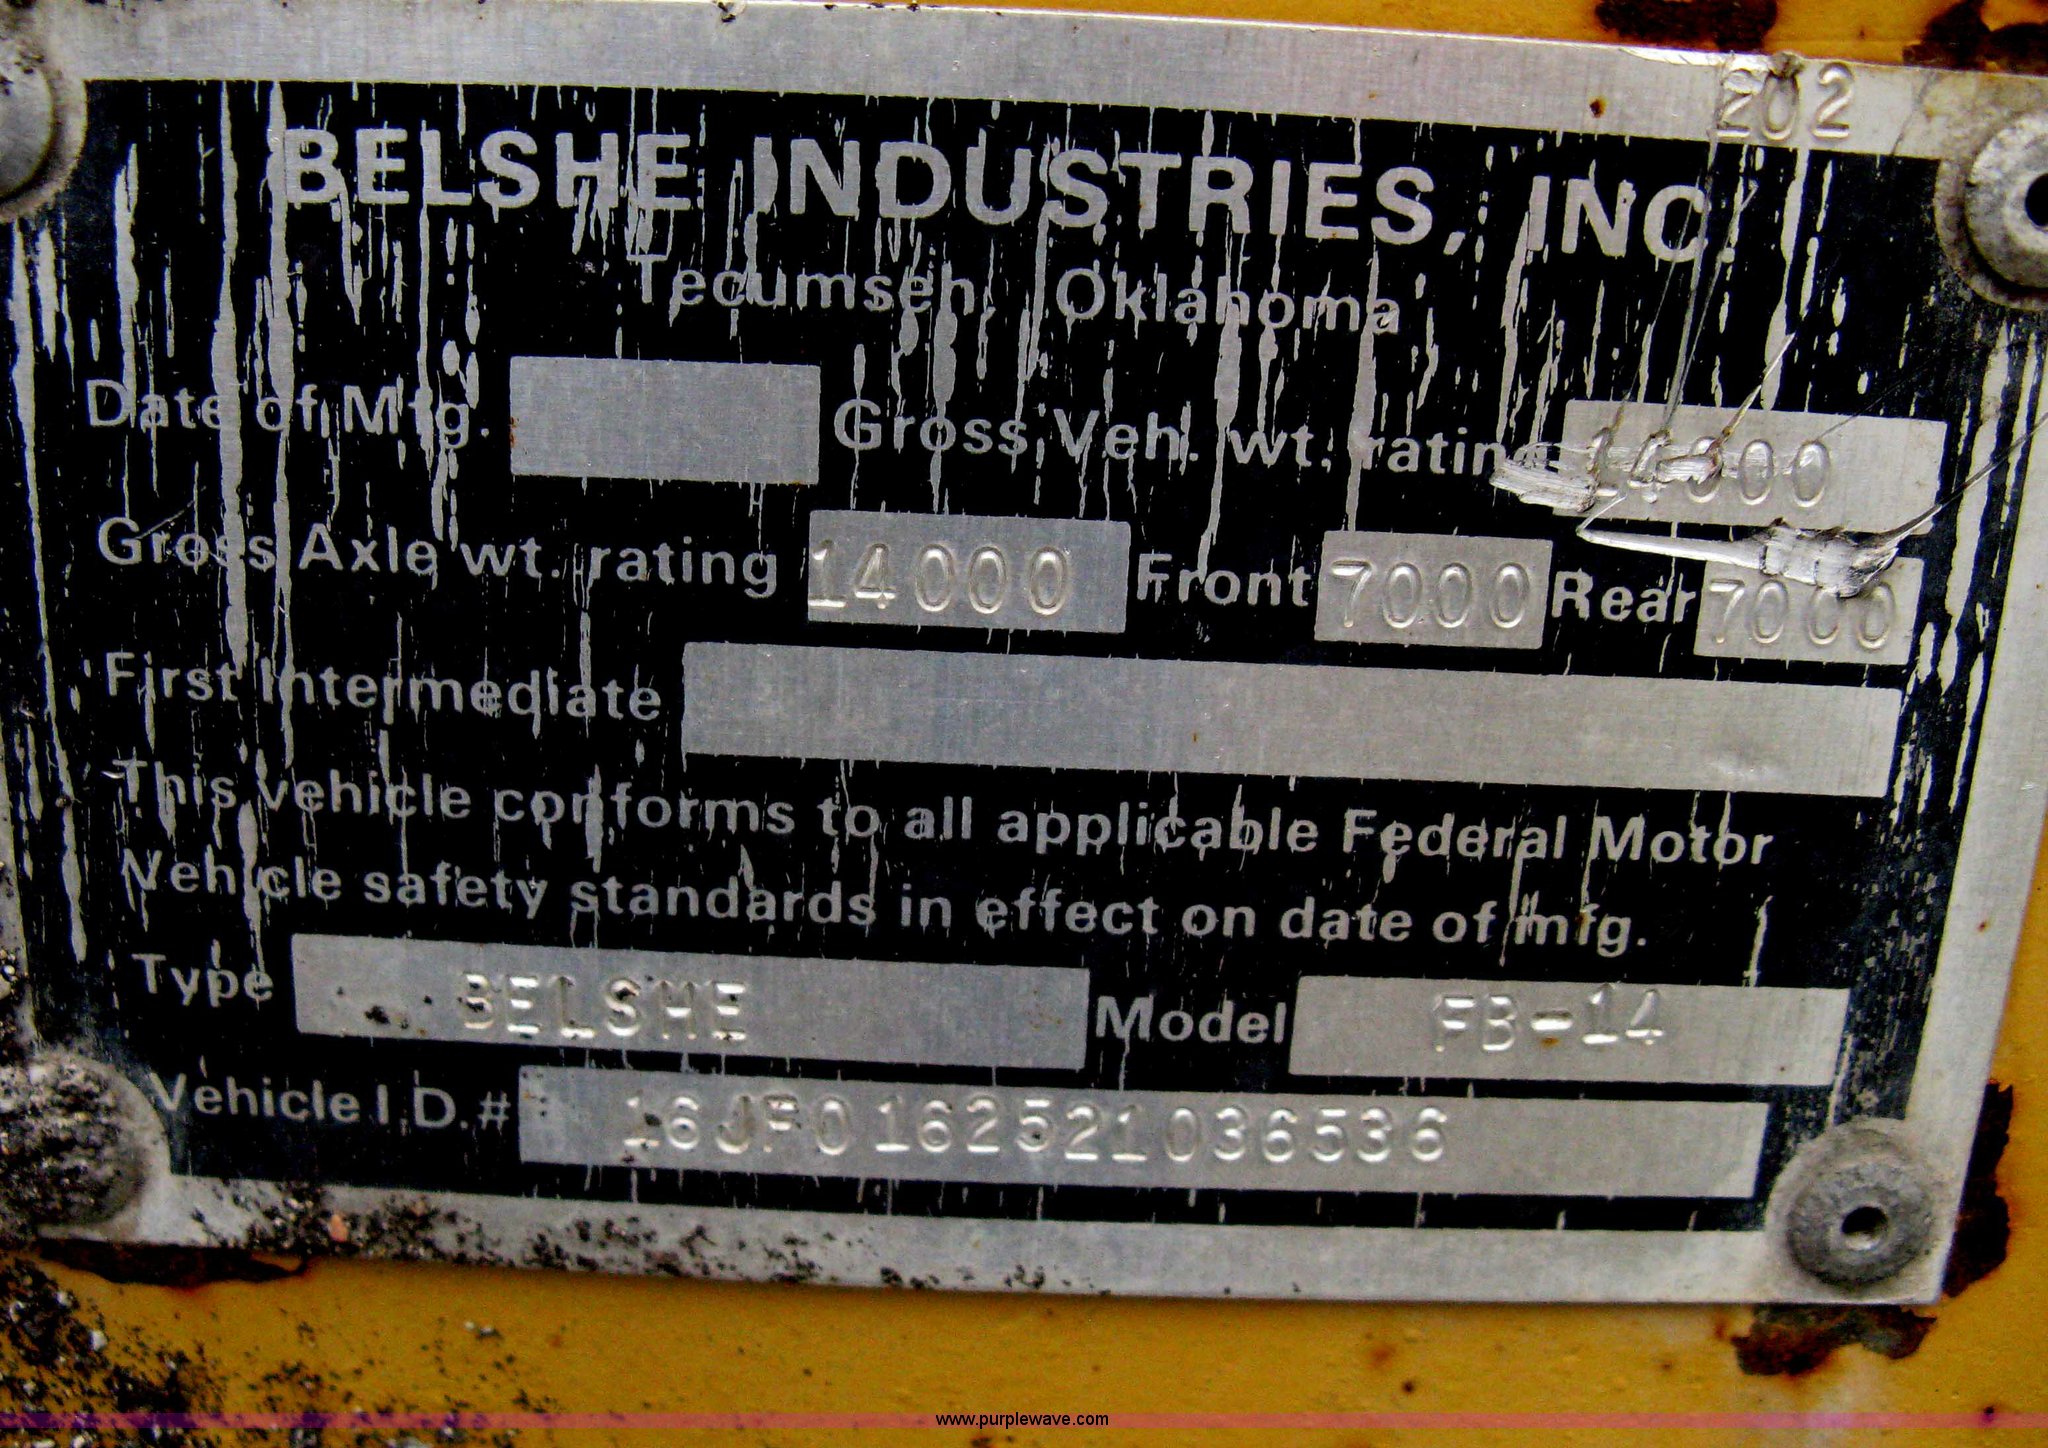 202
BELSHE INDUSTRIES, INC.
Tecumseh, Oklahoma
Date of Mfg. Gross Veh. wt. rating 14000
Gross Axle wt. rating 14000 Front 7000 Rear 7000
First Intermediate
This vehicle conforms to all applicable Federal Motor
Vehicle safety standards in effect on date of mfg.
Type BELSHE Model FB-14
Vehicle I.D.# 16JF0162521036536
www.purplewave.com